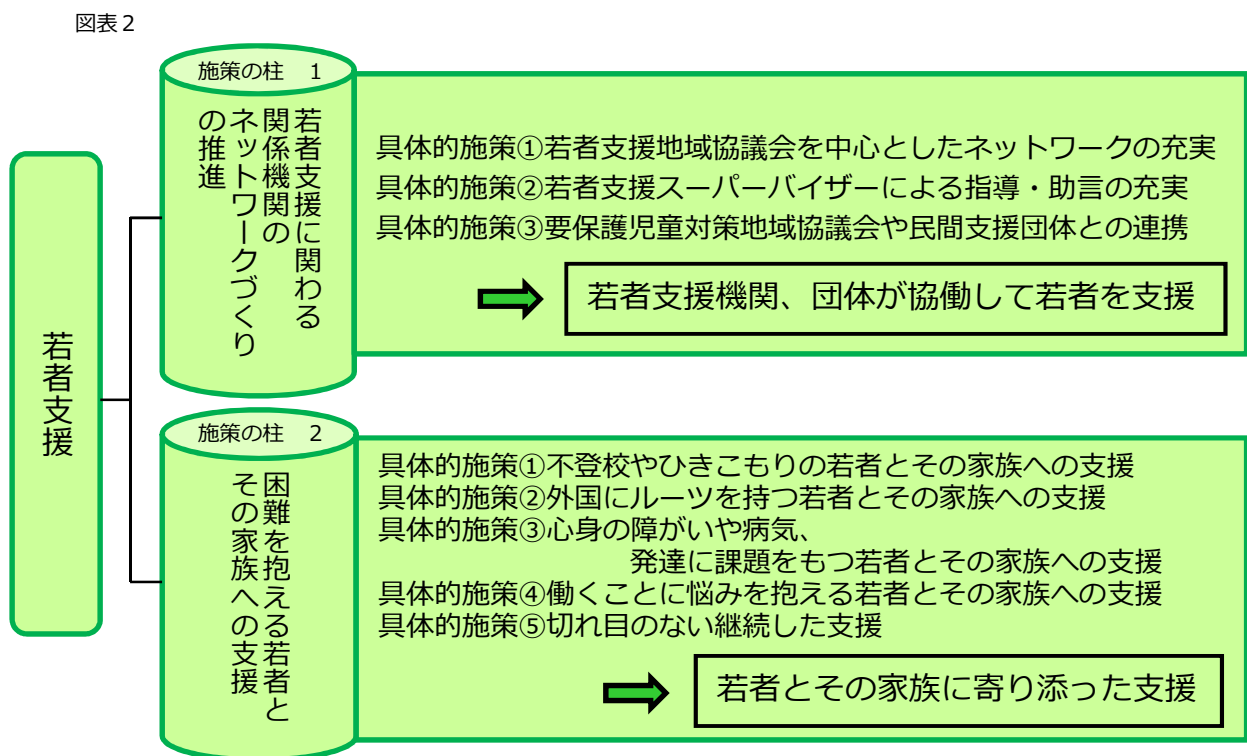 図表２
若者支援
施策の柱　1
若者支援に関わる
関係機関の
ネットワークづくり
の推進
具体的施策①若者支援地域協議会を中心としたネットワークの充実
具体的施策②若者支援スーパーバイザーによる指導・助言の充実
具体的施策③要保護児童対策地域協議会や民間支援団体との連携
若者支援機関、団体が協働して若者を支援
施策の柱　2
困難を抱える若者と
その家族への支援
具体的施策①不登校やひきこもりの若者とその家族への支援
具体的施策②外国にルーツを持つ若者とその家族への支援
具体的施策③心身の障がいや病気、
発達に課題をもつ若者とその家族への支援
具体的施策④働くことに悩みを抱える若者とその家族への支援
具体的施策⑤切れ目のない継続した支援
若者とその家族に寄り添った支援